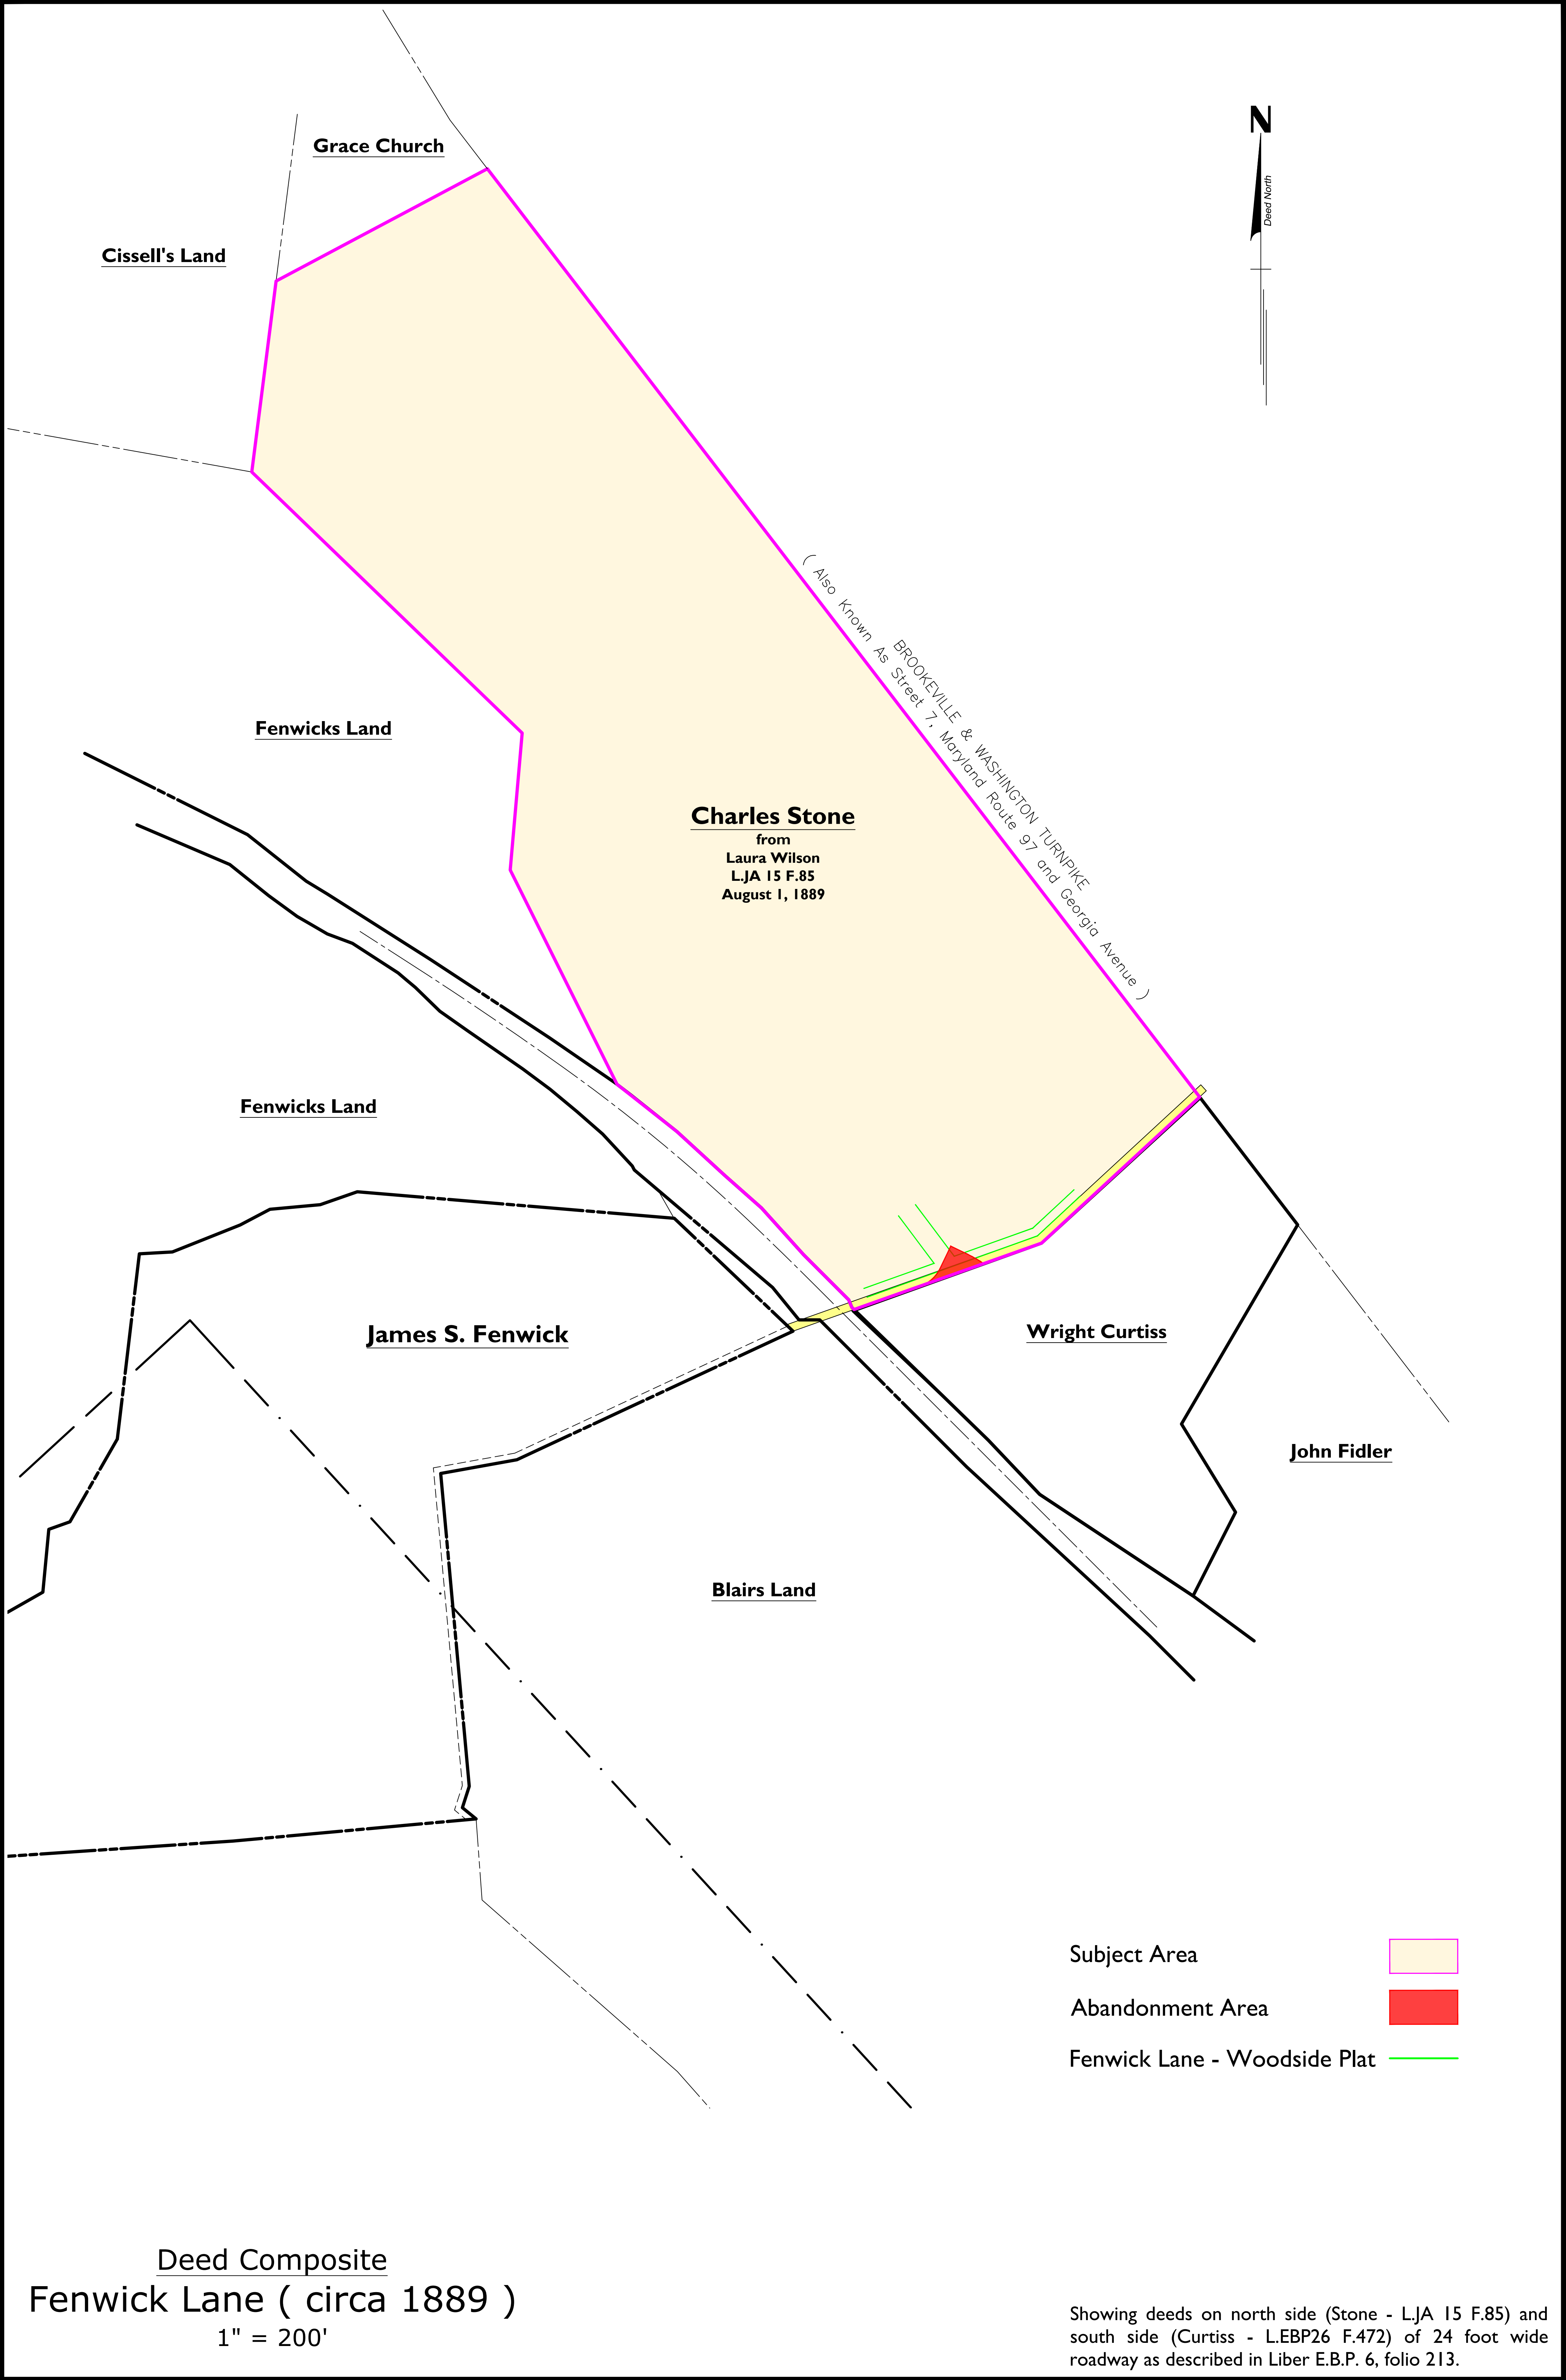 N
Deed North
Grace Church
Cissell's Land
( Also Known As Street 7, Maryland Route 97 and Georgia Avenue )
BROOKEVILLE & WASHINGTON TURNPIKE
Fenwicks Land
Charles Stone
from
Laura Wilson
L.JA 15 F.85
August 1, 1889
Fenwicks Land
James S. Fenwick
Wright Curtiss
John Fidler
Blairs Land
Subject Area
Abandonment Area
Fenwick Lane - Woodside Plat
Deed Composite
Fenwick Lane ( circa 1889 )
1" = 200'
Showing deeds on north side (Stone - L.JA 15 F.85) and
south side (Curtiss - L.EBP26 F.472) of 24 foot wide
roadway as described in Liber E.B.P. 6, folio 213.